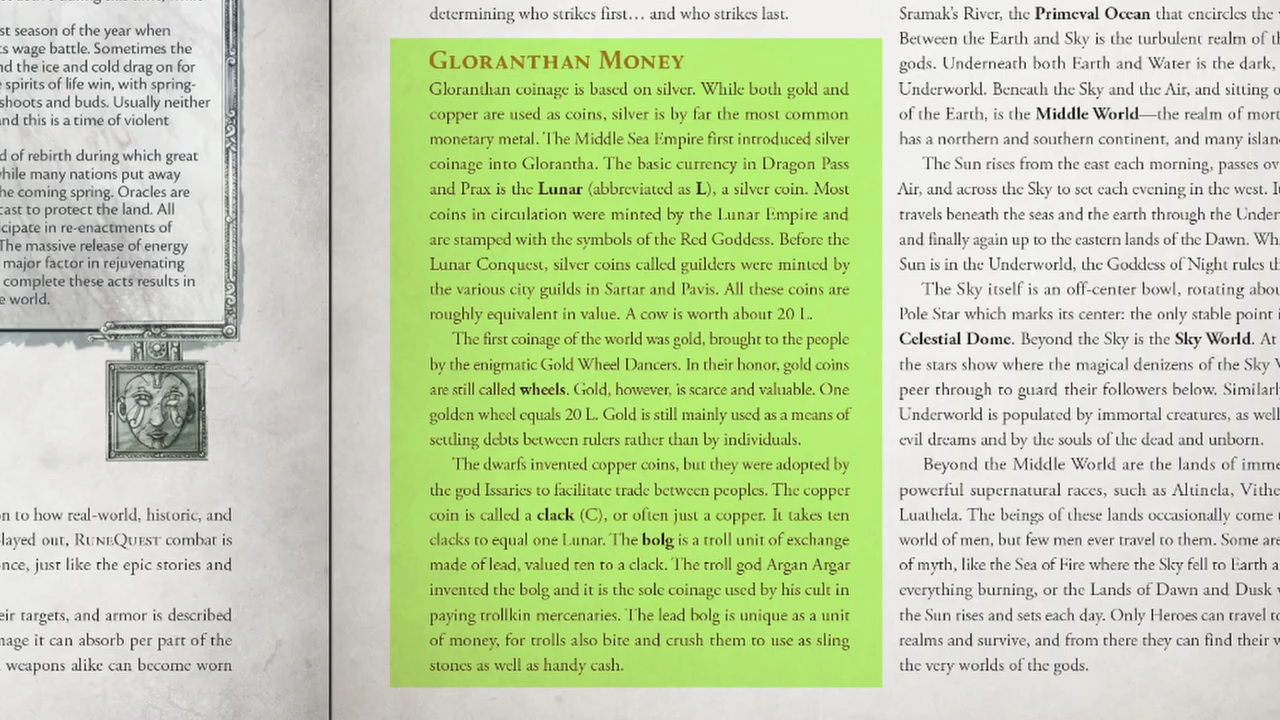 st season of the year when
ts wage battle. Sometimes the
nd the ice and cold drag on for
spirits of life win, with spring-
shoots and buds. Usually neither
and this is a time of violent
d of rebirth during which great
while many nations put away
he coming spring. Oracles are
cast to protect the land. All
icipate in re-enactments of
The massive release of energy
major factor in rejuvenating
complete these acts results in
e world.
on to how real-world, historic, and
played out, RUNEQUEST combat is
once, just like the epic stories and
eir targets, and armor is described
mage it can absorb per part of the
weapons alike can become worn
determining who strikes first… and who strikes last.
GLORANTHAN MONEY
Gloranthan coinage is based on silver. While both gold and
copper are used as coins, silver is by far the most common
monetary metal. The Middle Sea Empire first introduced silver
coinage into Glorantha. The basic currency in Dragon Pass
and Prax is the Lunar (abbreviated as L), a silver coin. Most
coins in circulation were minted by the Lunar Empire and
are stamped with the symbols of the Red Goddess. Before the
Lunar Conquest, silver coins called guilders were minted by
the various city guilds in Sartar and Pavis. All these coins are
roughly equivalent in value. A cow is worth about 20 L.
The first coinage of the world was gold, brought to the people
by the enigmatic Gold Wheel Dancers. In their honor, gold coins
are still called wheels. Gold, however, is scarce and valuable. One
golden wheel equals 20 L. Gold is still mainly used as a means of
settling debts between rulers rather than by individuals.
The dwarfs invented copper coins, but they were adopted by
the god Issaries to facilitate trade between peoples. The copper
coin is called a clack (C), or often just a copper. It takes ten
clacks to equal one Lunar. The bolg is a troll unit of exchange
made of lead, valued ten to a clack. The troll god Argan Argar
invented the bolg and it is the sole coinage used by his cult in
paying trollkin mercenaries. The lead bolg is unique as a unit
of money, for trolls also bite and crush them to use as sling
stones as well as handy cash.
Sramak's River, the Primeval Ocean that encircles the
Between the Earth and Sky is the turbulent realm of th
gods. Underneath both Earth and Water is the dark,
Underworld. Beneath the Sky and the Air, and sitting o
of the Earth, is the Middle World—the realm of mort
has a northern and southern continent, and many islan
The Sun rises from the east each morning, passes ov
Air, and across the Sky to set each evening in the west. I
travels beneath the seas and the earth through the Under
and finally again up to the eastern lands of the Dawn. Wh
Sun is in the Underworld, the Goddess of Night rules th
The Sky itself is an off-center bowl, rotating abou
Pole Star which marks its center: the only stable point i
Celestial Dome. Beyond the Sky is the Sky World. At
the stars show where the magical denizens of the Sky W
peer through to guard their followers below. Similarl
Underworld is populated by immortal creatures, as well
evil dreams and by the souls of the dead and unborn.
Beyond the Middle World are the lands of imme
powerful supernatural races, such as Altinela, Vithe
Luathela. The beings of these lands occasionally come t
world of men, but few men ever travel to them. Some are
of myth, like the Sea of Fire where the Sky fell to Earth a
everything burning, or the Lands of Dawn and Dusk w
the Sun rises and sets each day. Only Heroes can travel to
realms and survive, and from there they can find their w
the very worlds of the gods.